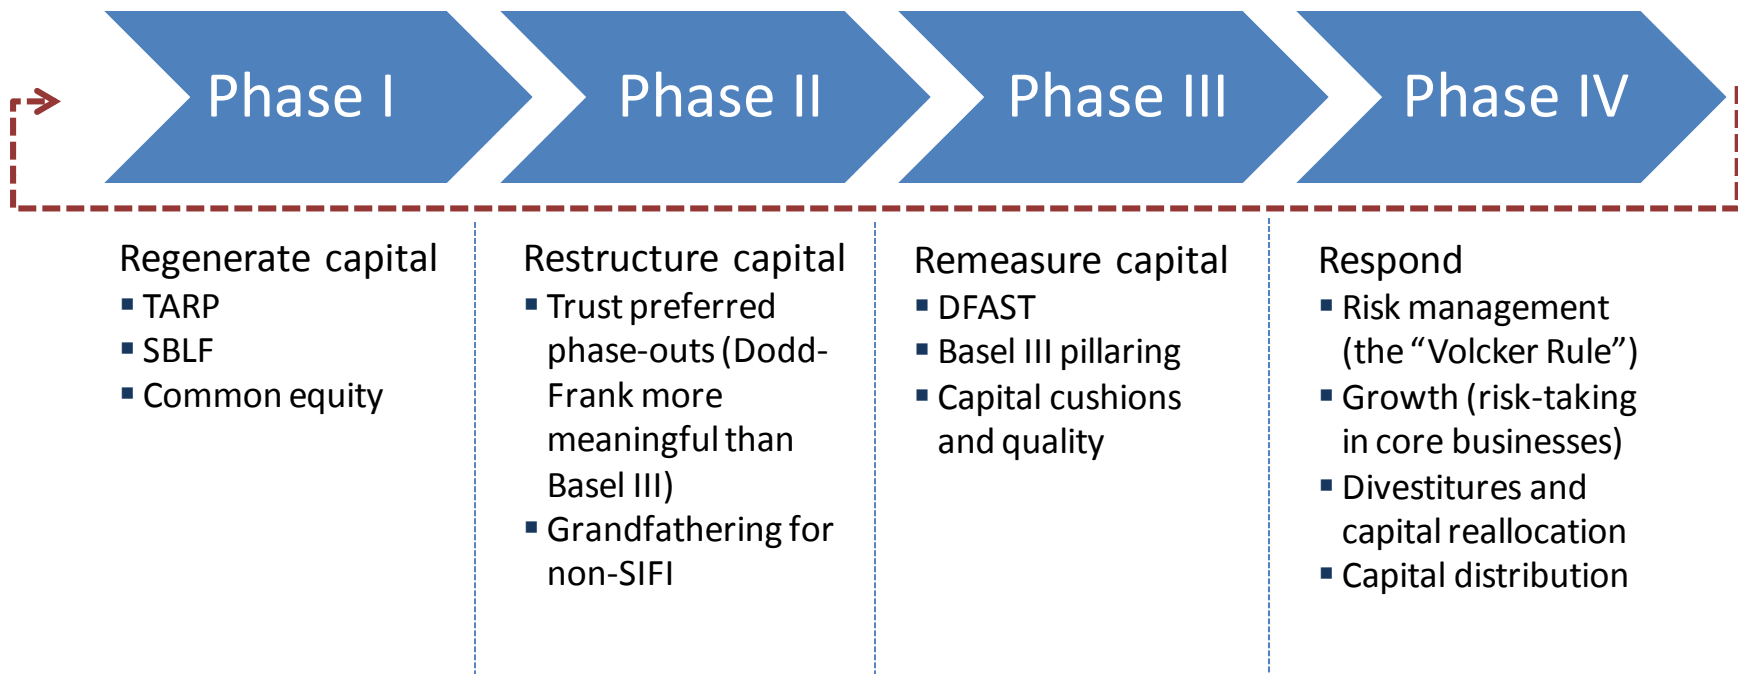 Phase I
Phase II
Phase III
Phase IV
Regenerate capital
▪ TARP
▪ SBLF
▪ Common equity
Restructure capital
▪ Trust preferred
phase-outs (Dodd-
Frank more
meaningful than
Basel III)
▪ Grandfathering for
non-SIFI
Remeasure capital
▪ DFAST
▪ Basel III pillaring
▪ Capital cushions
and quality
Respond
▪ Risk management
(the “Volcker Rule”)
▪ Growth (risk-taking
in core businesses)
▪ Divestitures and
capital reallocation
▪ Capital distribution